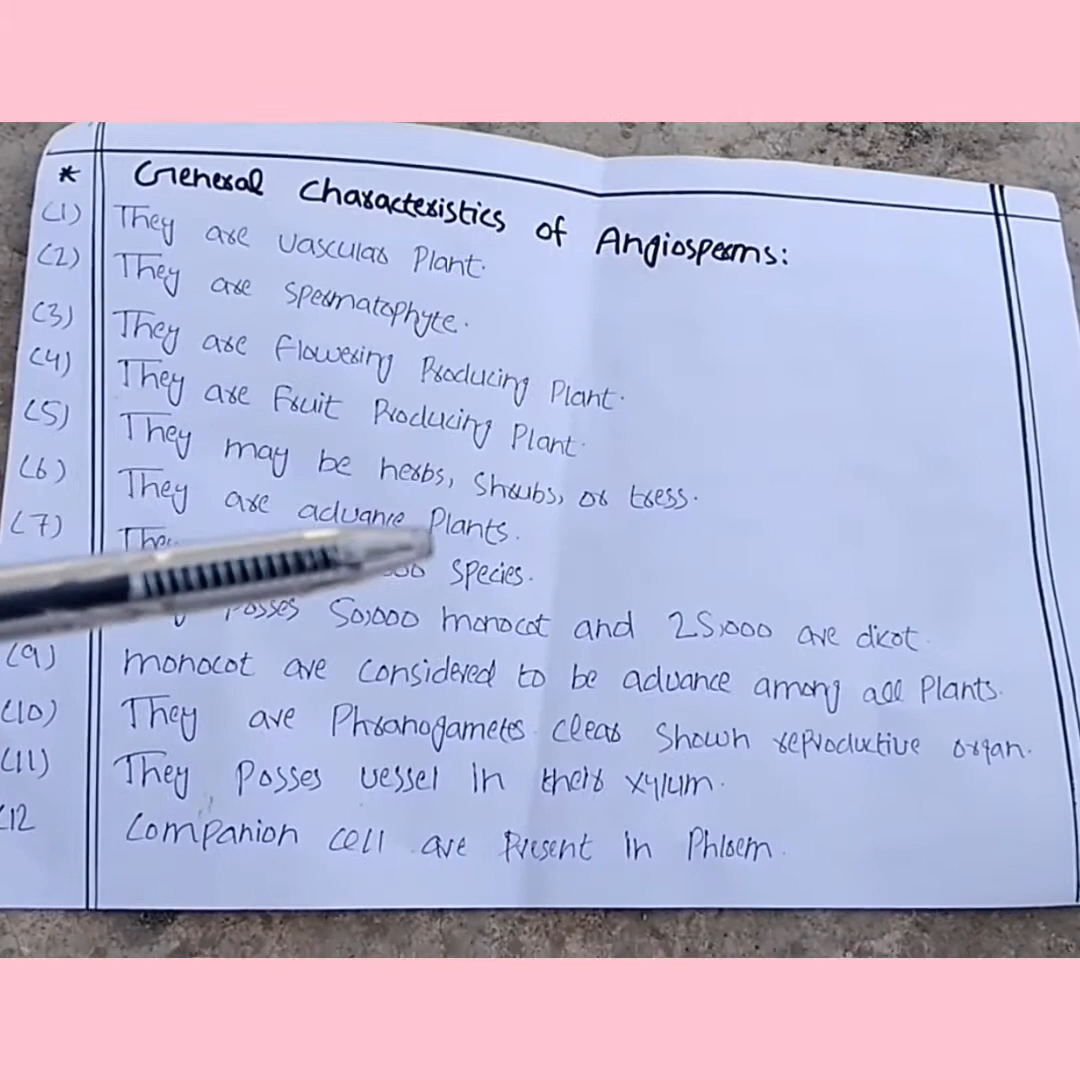 * General characteristics of Angiosperms:
(1) They are vascular Plant.
(2) They are spermatophyte.
(3) They are flowering Producing Plant.
(4) They are Fruit Producing Plant.
(5) They may be herbs, Shrubs, or tress.
(6) They are advance Plants.
(7) species.
posses 50,000 monocot and 25,000 are dicot.
(9) monocot are considered to be advance among all Plants.
(10) They are Phranogametes clear shown reproductive organ.
(11) They posses vessel in their xylum.
(12 companion cell are Present in Phloem.